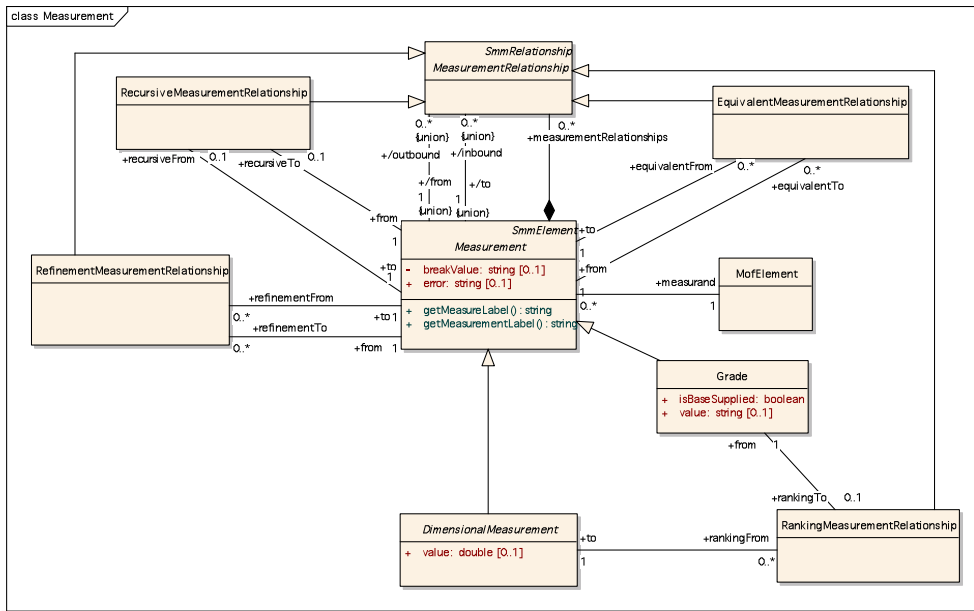 class Measurement
SmmRelationship
MeasurementRelationship
RecursiveMeasurementRelationship
EquivalentMeasurementRelationship
+recursiveFrom
0..1
+recursiveTo
0..1
0..*
{union}
+/outbound
+/from
1
{union}
0..*
{union}
+/inbound
+/to
1
{union}
0..*
+measurementRelationships
+equivalentFrom
0..*
0..*
+equivalentTo
+from
1
+to
1
+to
1
+from
1
SmmElement
Measurement
- breakValue: string [0..1]
+ error: string [0..1]
+ getMeasureLabel() : string
+ getMeasurementLabel() : string
RefinementMeasurementRelationship
+refinementFrom
0..*
+to
1
+refinementTo
0..*
+from
1
0..*
+measurand
1
MofElement
Grade
+ isBaseSupplied: boolean
+ value: string [0..1]
+from
1
+rankingTo
0..1
DimensionalMeasurement
+ value: double [0..1]
+to
1
+rankingFrom
0..*
RankingMeasurementRelationship